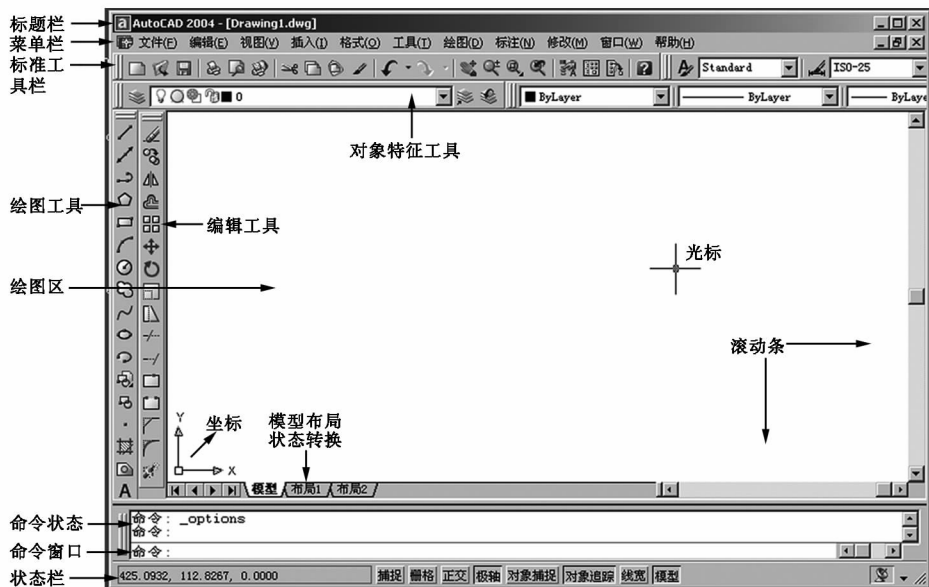 标题栏
AutoCAD 2004 - [Drawing1.dwg]
菜单栏
文件(F) 编辑(E) 视图(V) 插入(I) 格式(O) 工具(T) 绘图(D) 标注(N) 修改(M) 窗口(W) 帮助(H)
标准工
具栏
Standard
ISO-25
0
ByLayer
ByLayer
ByLaye
对象特征工具
绘图工具
编辑工具
光标
绘图区
滚动条
坐标
模型布局
状态转换
Y
X
A
模型 布局1 布局2
命令状态
命令: _options
命令:
命令窗口
命令:
状态栏
425.0932, 112.8267, 0.0000
捕捉 栅格 正交 极轴 对象捕捉 对象追踪 线宽 模型